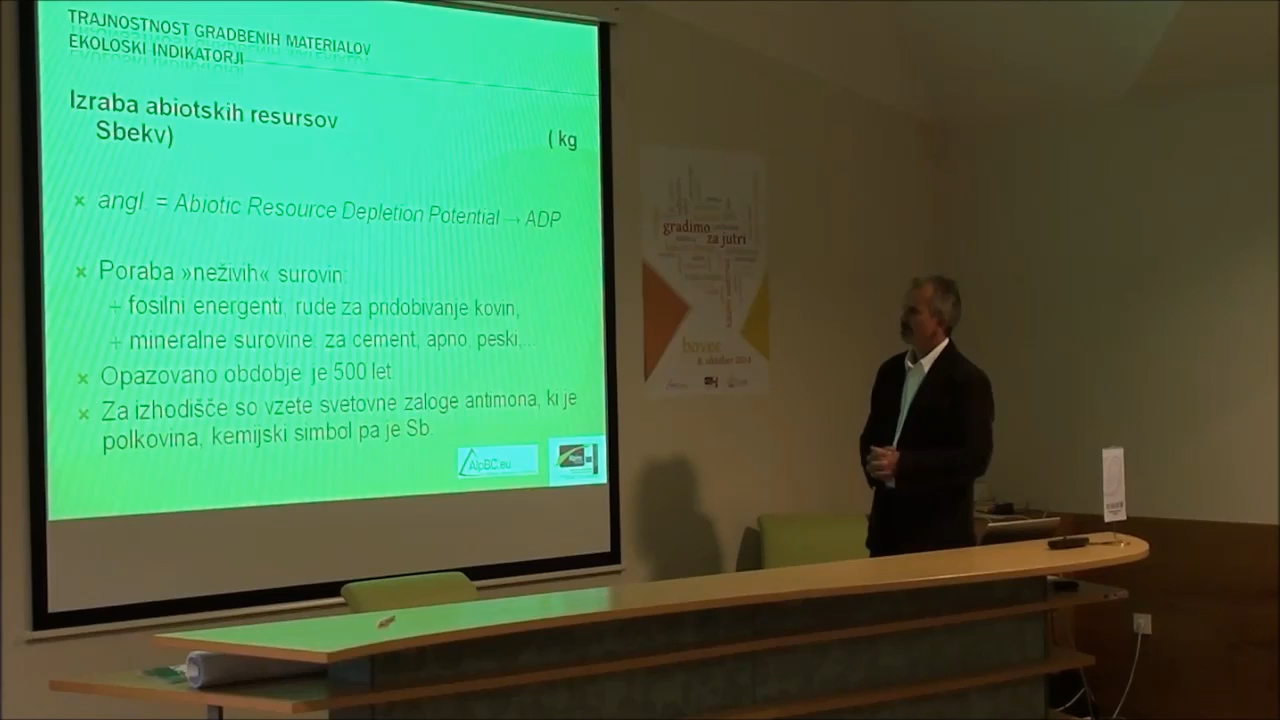 TRAJNOSTNOST GRADBENIH MATERIALOV
EKOLOSKI INDIKATORJI
Izraba abiotskih resursov
Sbekv) ( kg
angl. = Abiotic Resource Depletion Potential → ADP
Poraba »neživih« surovin:
+ fosilni energenti, rude za pridobivanje kovin,
+ mineralne surovine: za cement, apno, peski,...
Opazovano obdobje je 500 let.
Za izhodišče so vzete svetovne zaloge antimona, ki je
polkovina, kemijski simbol pa je Sb.
AlpBC.eu
gradimo
za jutri
bovec